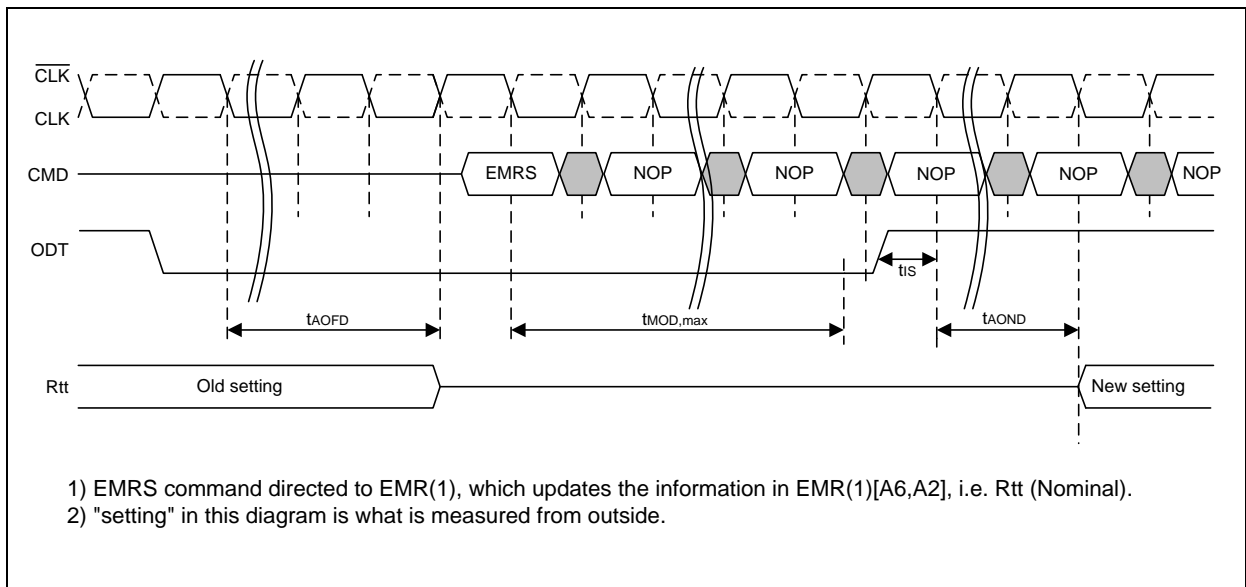 CLK
CLK
CMD
EMRS
NOP
NOP
NOP
NOP
NOP
ODT
tIS
tAOFD
tMOD,max
tAOND
Rtt
Old setting
New setting
1) EMRS command directed to EMR(1), which updates the information in EMR(1)[A6,A2], i.e. Rtt (Nominal).
2) "setting" in this diagram is what is measured from outside.